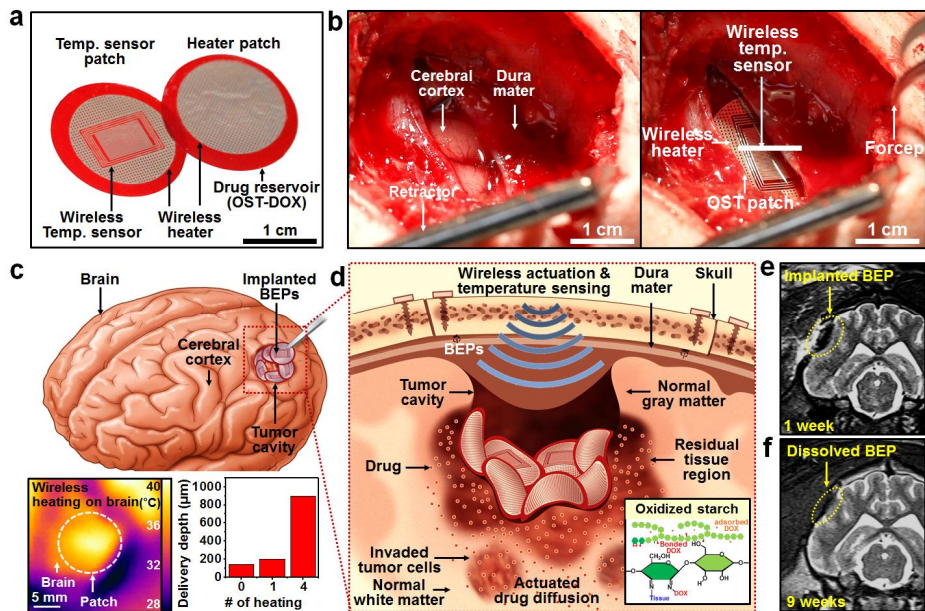 a
Temp. sensor
patch
Heater patch
Wireless
Temp. sensor
Wireless
heater
Drug reservoir
(OST-DOX)
1 cm
b
Cerebral
cortex
Dura
mater
Retractor
1 cm
Wireless
temp.
sensor
Wireless
heater
Forcep
OST patch
1 cm
c
Brain
Implanted
BEPs
Cerebral
cortex
Tumor
cavity
Wireless
heating on brain(°C)
40
36
32
28
Brain
5 mm
Patch
Delivery depth (µm)
1000
800
600
400
200
0
0 1 4
# of heating
d
Wireless actuation &
temperature sensing
Dura
mater
Skull
BEPs
Tumor
cavity
Normal
gray matter
Drug
Residual
tissue
region
Invaded
tumor cells
Normal
white matter
Actuated
drug diffusion
Oxidized starch
adsorbed
DOX
Bonded
DOX
CH₂OH
HO
O
O
N
N
DOX
Tissue
OH
e
Implanted BEP
1 week
f
Dissolved BEP
9 weeks